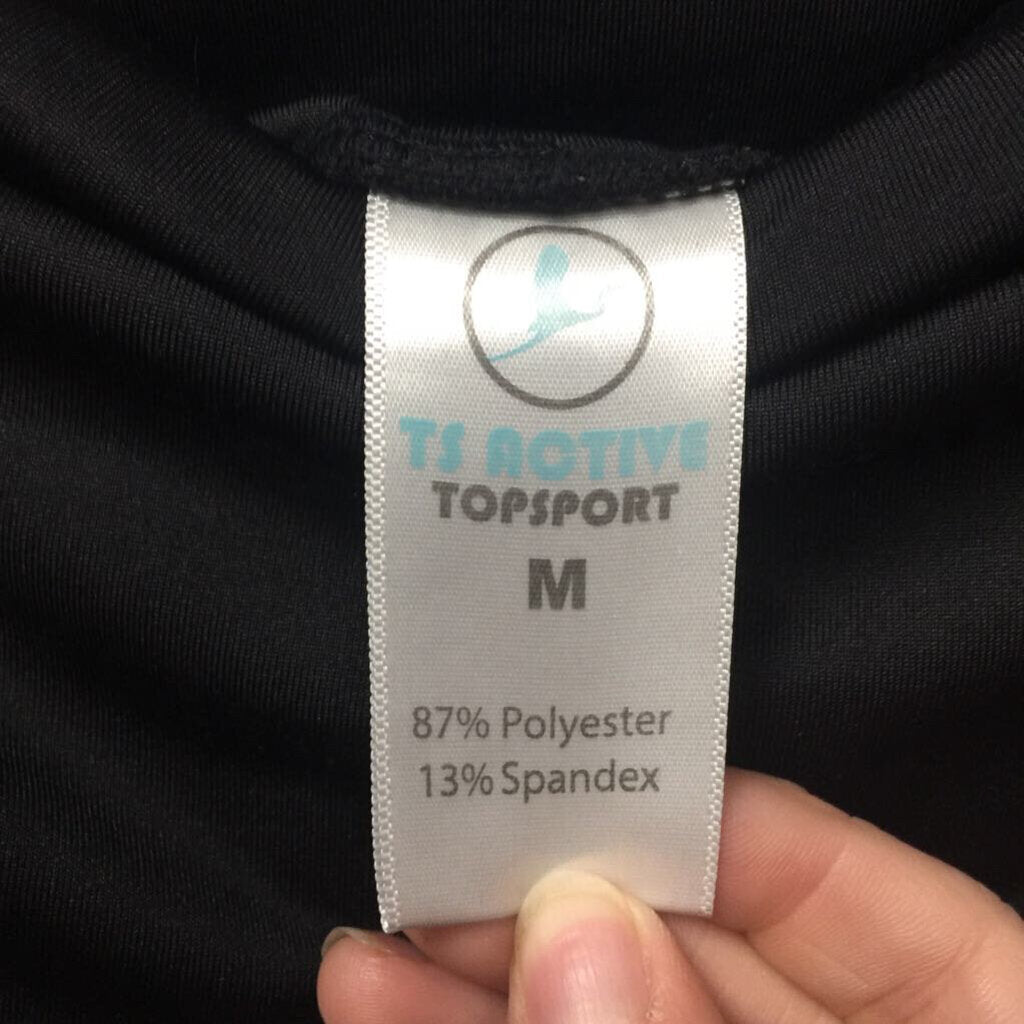 TS ACTIVE
TOPSPORT
M
87% Polyester
13% Spandex